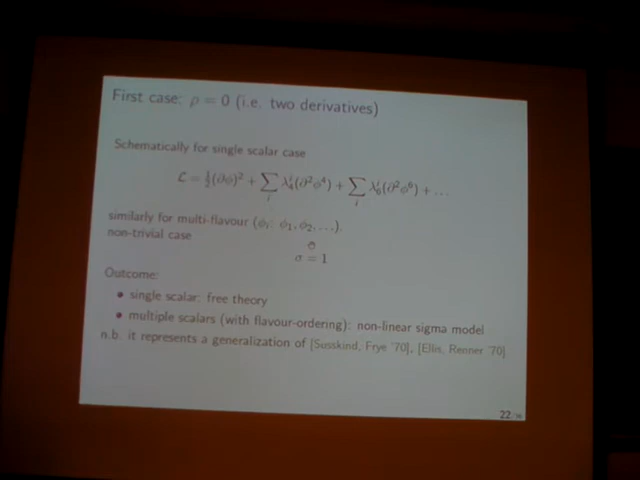 First case: ρ = 0 (i.e. two derivatives)
Schematically for single scalar case
ℒ = ½(∂φ)² + ∑ᵢ λ₄ⁱ(∂²φ⁴) + ∑ᵢ λ₆ⁱ(∂²φ⁶) + …
similarly for multi-flavour (φᵢ: φ₁, φ₂, …).
non-trivial case
σ = 1
Outcome:
• single scalar: free theory
• multiple scalars (with flavour-ordering): non-linear sigma model
n.b. it represents a generalization of [Susskind, Frye '70], [Ellis, Renner '70]
22